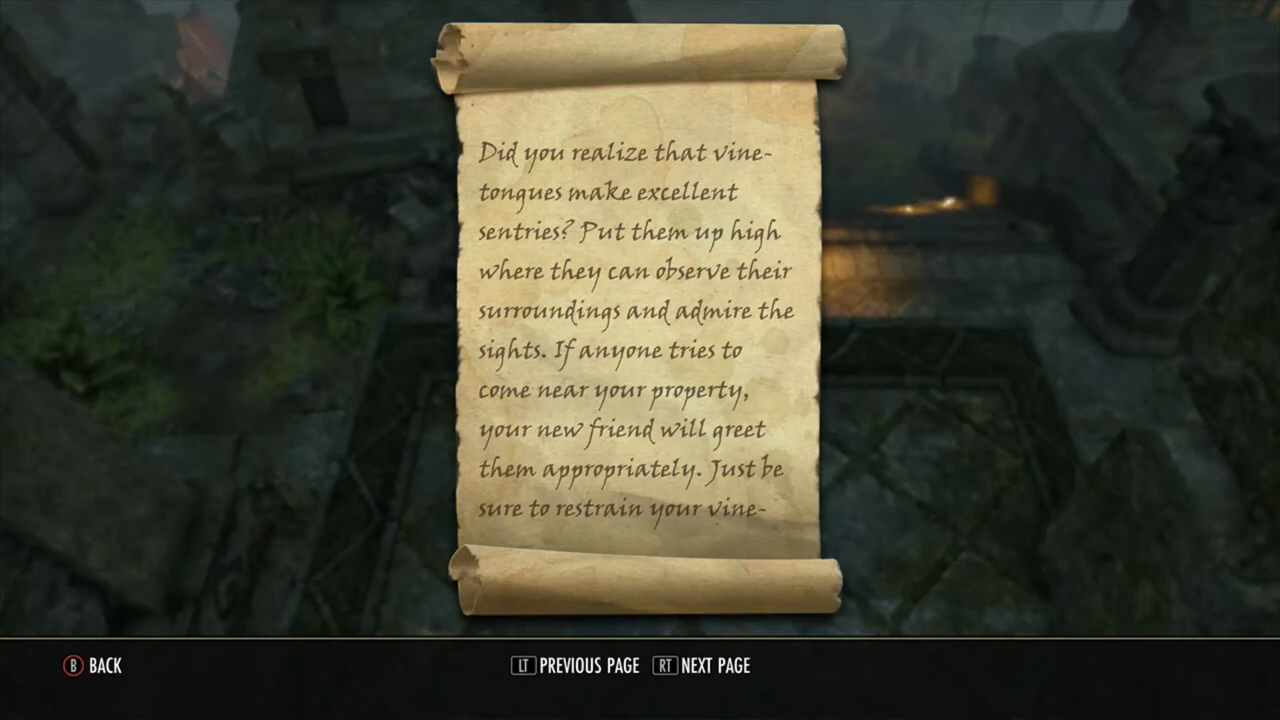 Did you realize that vine-
tongues make excellent
sentries? Put them up high
where they can observe their
surroundings and admire the
sights. If anyone tries to
come near your property,
your new friend will greet
them appropriately. Just be
sure to restrain your vine-
B BACK
LT PREVIOUS PAGE RT NEXT PAGE